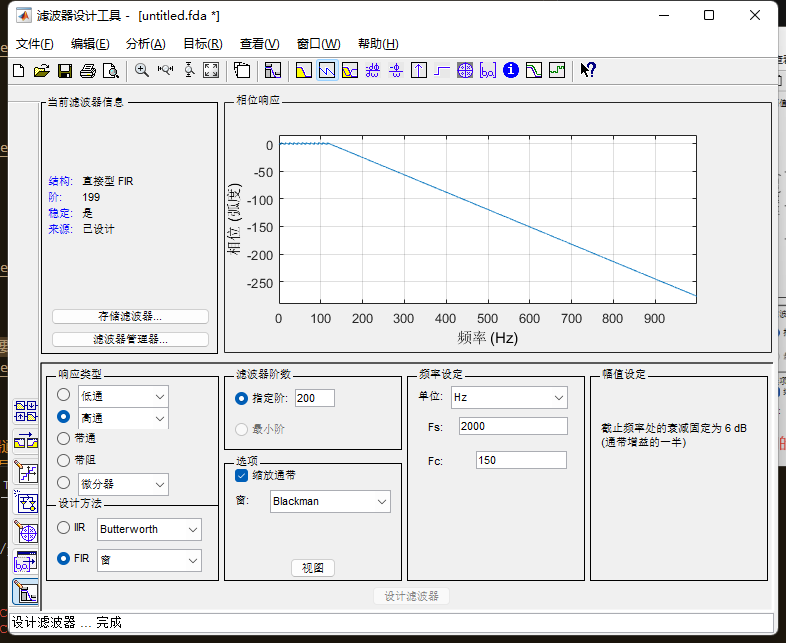 滤波器设计工具 - [untitled.fda *]
文件(F) 编辑(E) 分析(A) 目标(R) 查看(V) 窗口(W) 帮助(H)
当前滤波器信息
结构: 直接型 FIR
阶: 199
稳定: 是
来源: 已设计
存储滤波器...
滤波器管理器...
相位响应
相位 (弧度)
0
-50
-100
-150
-200
-250
0 100 200 300 400 500 600 700 800 900
频率 (Hz)
响应类型
低通
高通
带通
带阻
微分器
设计方法
IIR Butterworth
FIR 窗
滤波器阶数
指定阶: 200
最小阶
选项
缩放通带
窗: Blackman
视图
频率设定
单位: Hz
Fs: 2000
Fc: 150
幅值设定
截止频率处的衰减固定为 6 dB
(通带增益的一半)
设计滤波器
设计滤波器 ... 完成